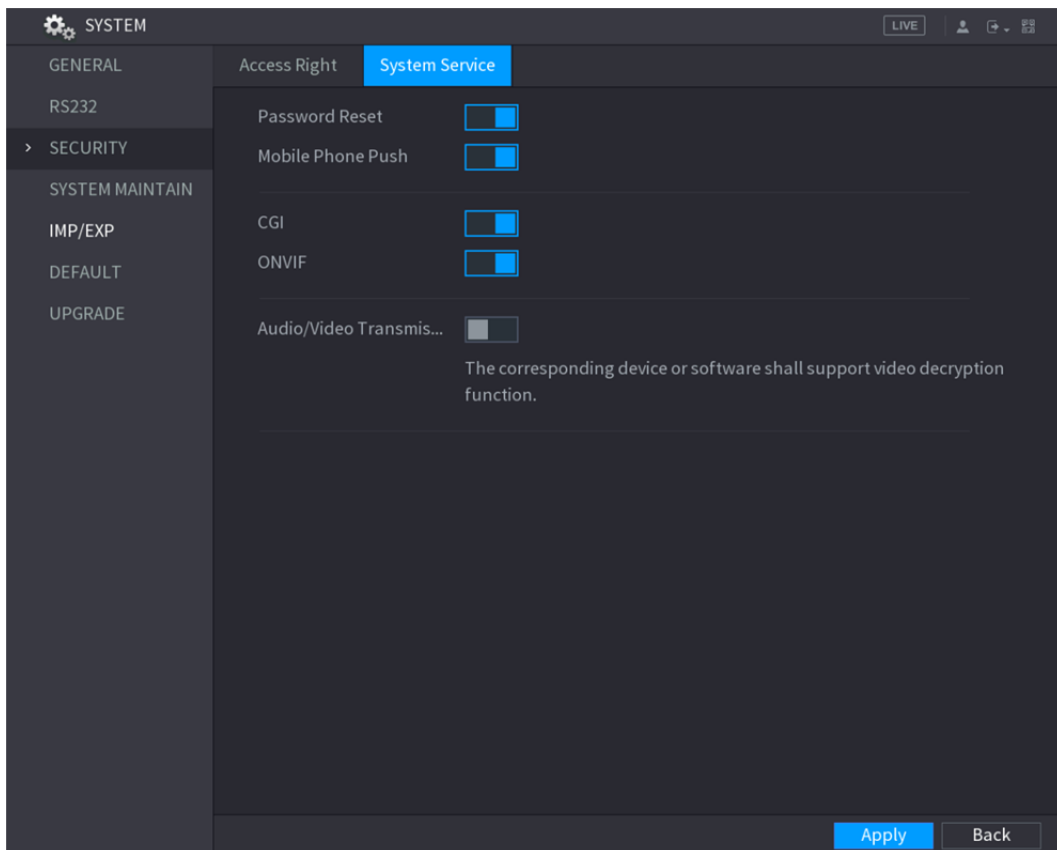 SYSTEM
LIVE
GENERAL
RS232
> SECURITY
SYSTEM MAINTAIN
IMP/EXP
DEFAULT
UPGRADE
Access Right System Service
Password Reset
Mobile Phone Push
CGI
ONVIF
Audio/Video Transmis...
The corresponding device or software shall support video decryption
function.
Apply Back